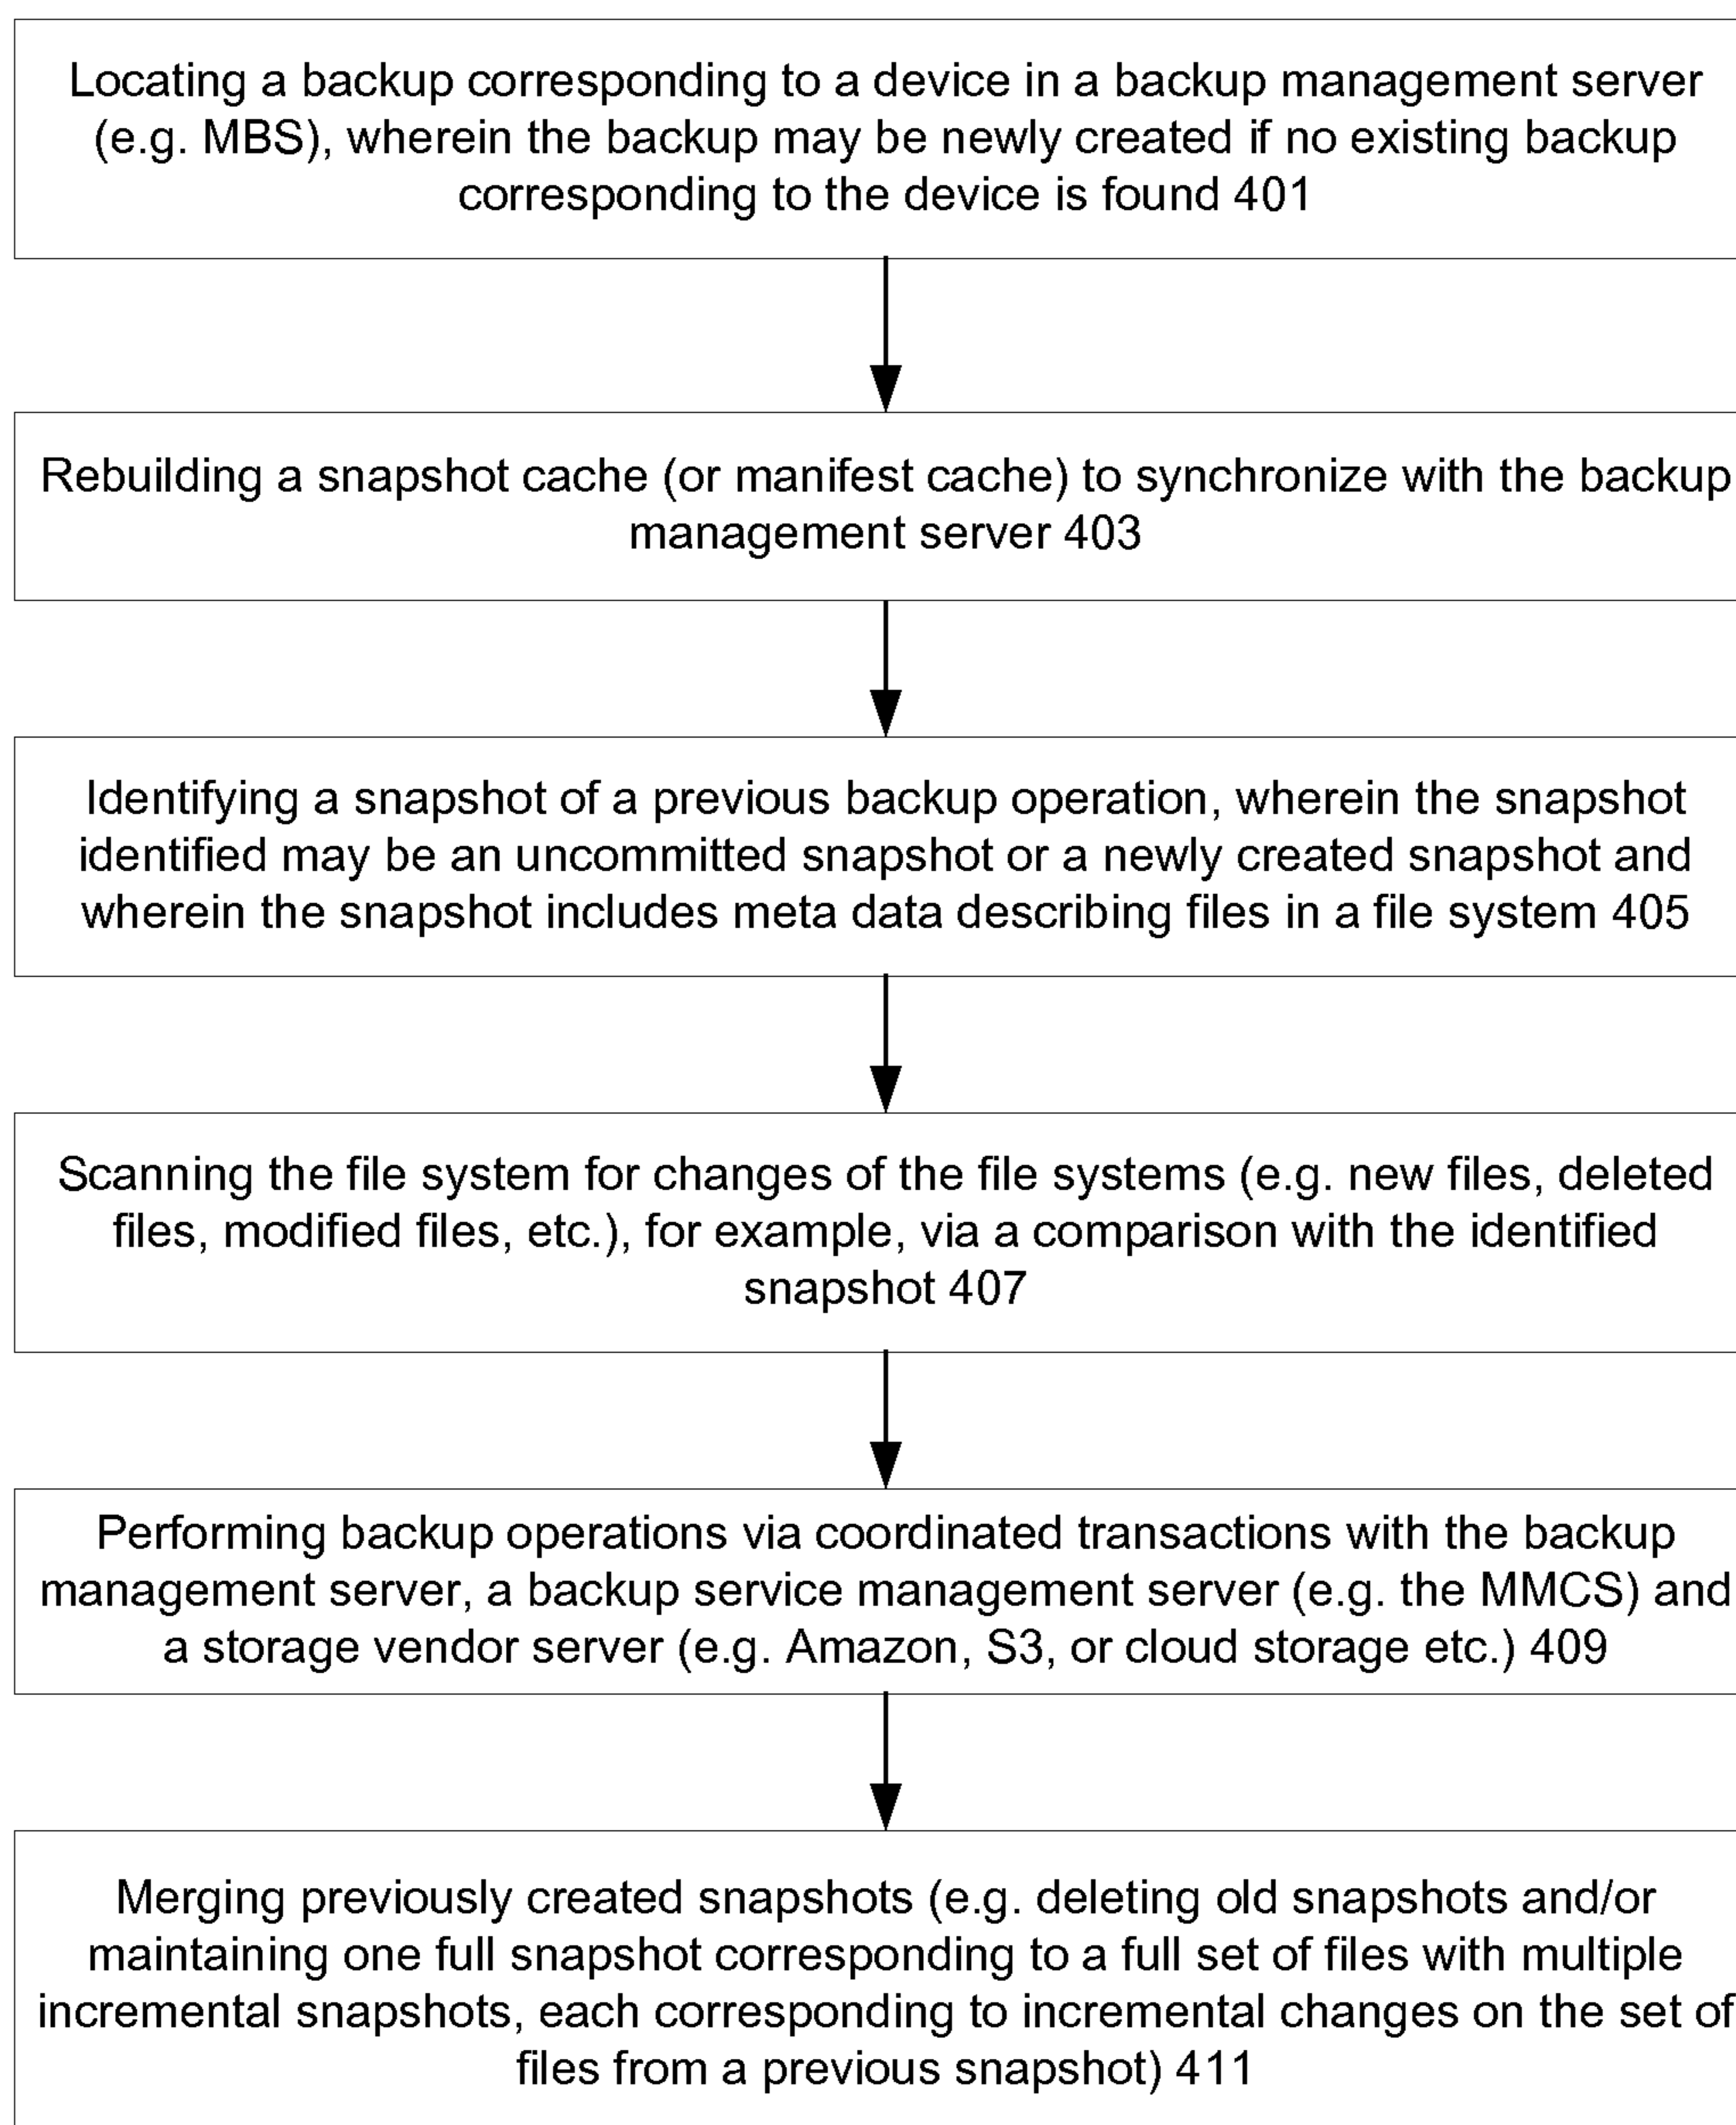 Locating a backup corresponding to a device in a backup management server
(e.g. MBS), wherein the backup may be newly created if no existing backup
corresponding to the device is found 401
Rebuilding a snapshot cache (or manifest cache) to synchronize with the backup
management server 403
Identifying a snapshot of a previous backup operation, wherein the snapshot
identified may be an uncommitted snapshot or a newly created snapshot and
wherein the snapshot includes meta data describing files in a file system 405
Scanning the file system for changes of the file systems (e.g. new files, deleted
files, modified files, etc.), for example, via a comparison with the identified
snapshot 407
Performing backup operations via coordinated transactions with the backup
management server, a backup service management server (e.g. the MMCS) and
a storage vendor server (e.g. Amazon, S3, or cloud storage etc.) 409
Merging previously created snapshots (e.g. deleting old snapshots and/or
maintaining one full snapshot corresponding to a full set of files with multiple
incremental snapshots, each corresponding to incremental changes on the set of
files from a previous snapshot) 411